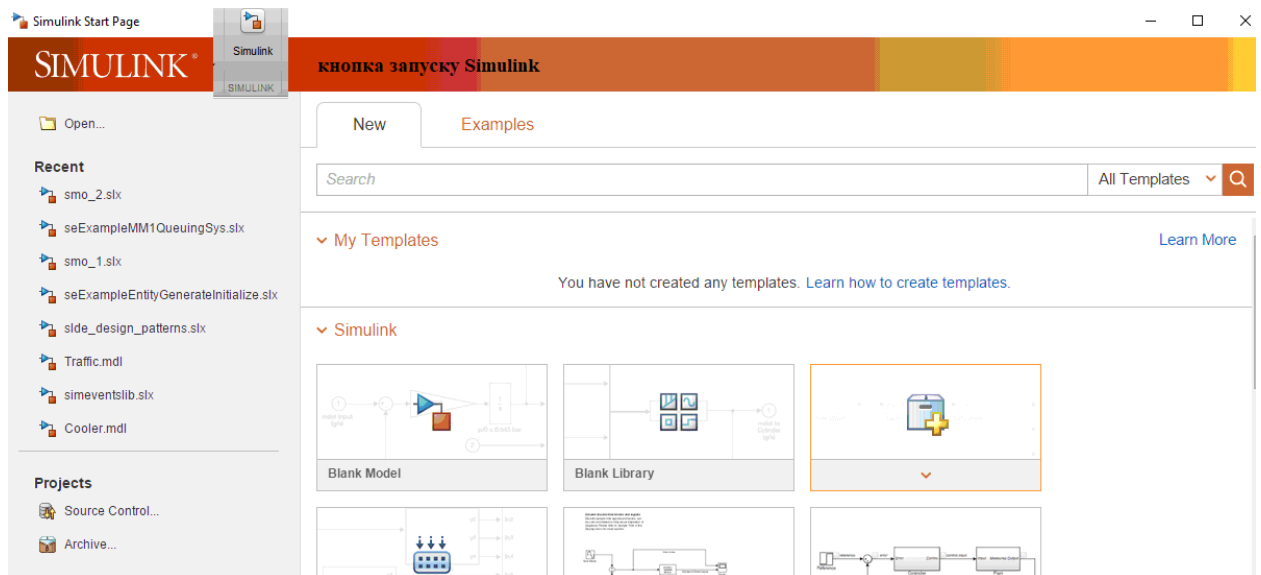 Simulink Start Page
Simulink
SIMULINK
SIMULINK®
кнопка запуску Simulink
Open...
Recent
smo_2.slx
seExampleMM1QueuingSys.slx
smo_1.slx
seExampleEntityGenerateInitialize.slx
slde_design_patterns.slx
Traffic.mdl
simeventslib.slx
Cooler.mdl
Projects
Source Control...
Archive...
New
Examples
Search
All Templates
My Templates
Learn More
You have not created any templates. Learn how to create templates.
Simulink
Blank Model
Blank Library